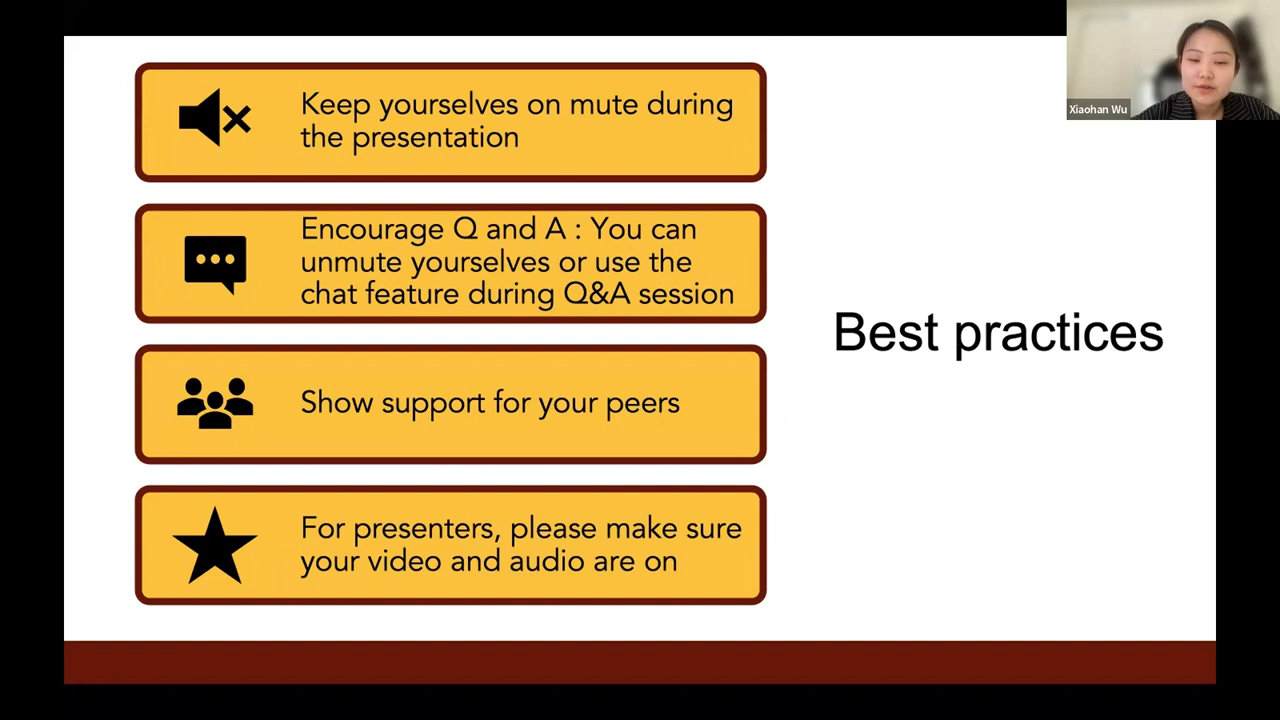 Keep yourselves on mute during
the presentation
Encourage Q and A : You can
unmute yourselves or use the
chat feature during Q&A session
Show support for your peers
For presenters, please make sure
your video and audio are on
Best practices
Xiaohan Wu